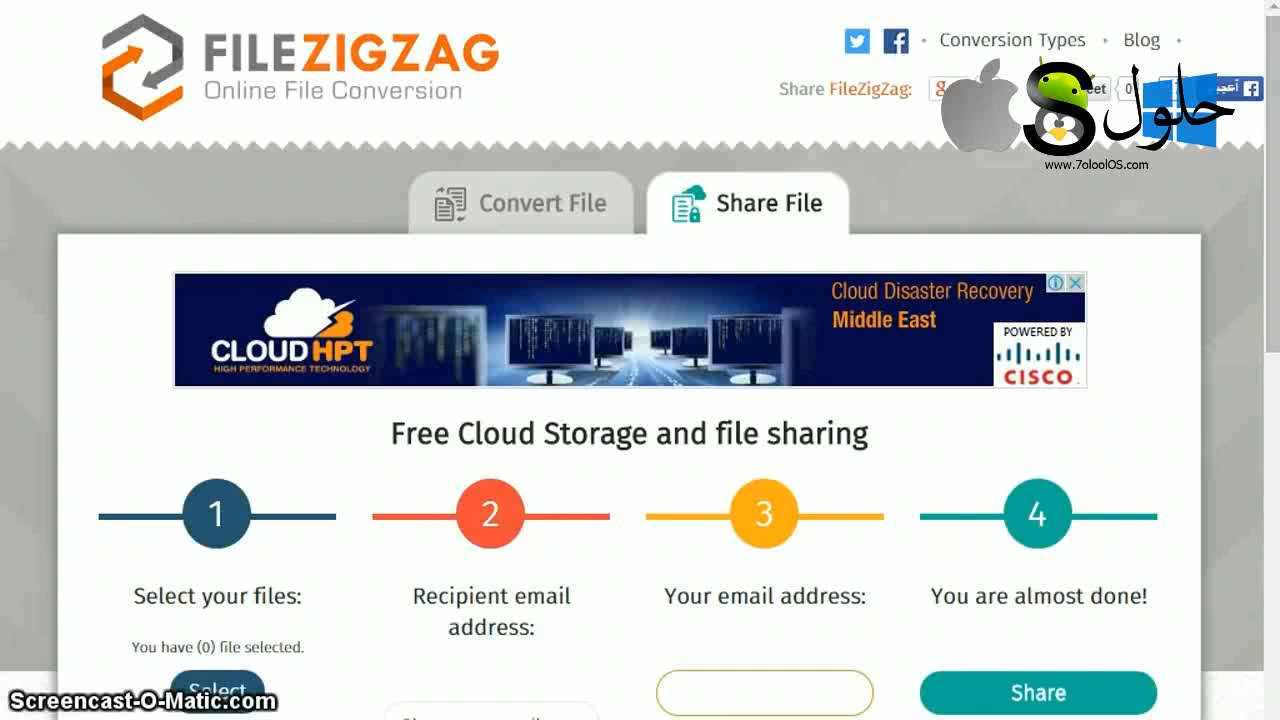 FILEZIGZAG
Online File Conversion
Conversion Types
Blog
Share FileZigZag:
حلول S
www.7oloolOS.com
Convert File
Share File
CLOUD HPT
HIGH PERFORMANCE TECHNOLOGY
Cloud Disaster Recovery
Middle East
POWERED BY
CISCO
Free Cloud Storage and file sharing
1
2
3
4
Select your files:
Recipient email
address:
Your email address:
You are almost done!
You have (0) file selected.
Select
Share
Screencast-O-Matic.com